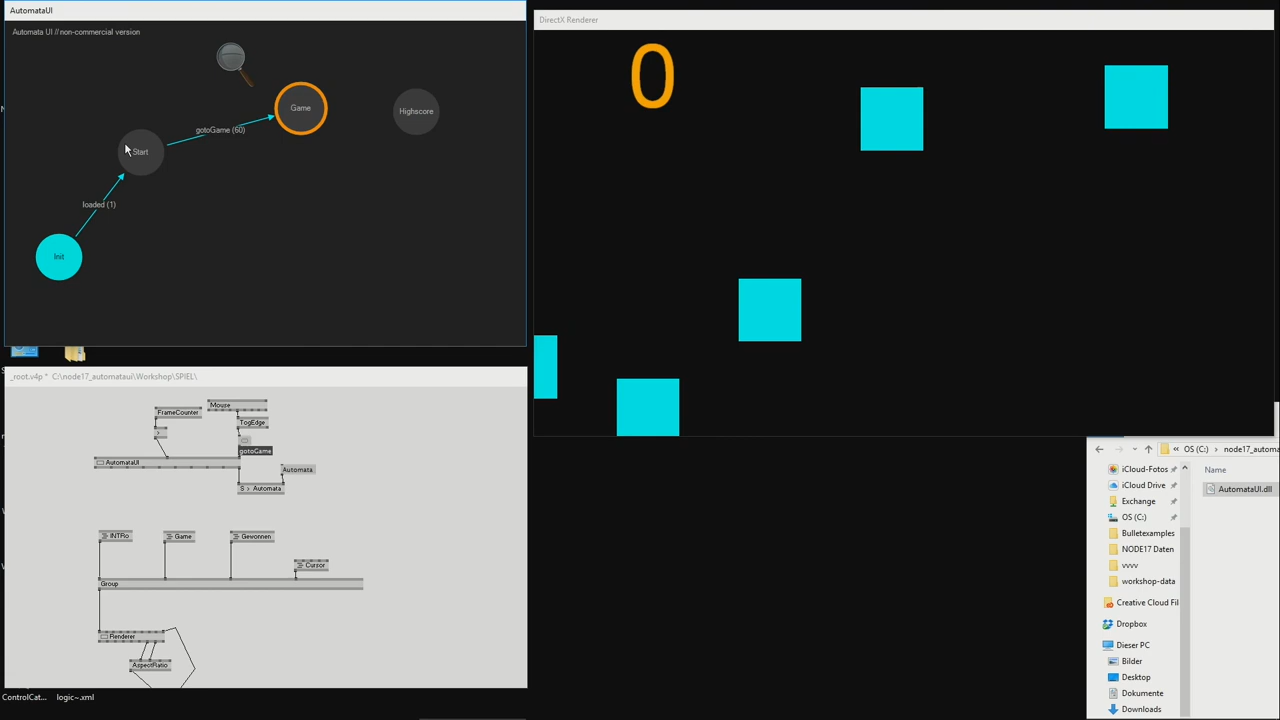 AutomataUI
Automata UI // non-commercial version
Game
Highscore
gotoGame (60)
Start
loaded (1)
Init
DirectX Renderer
0
_root.v4p * C:\node17_automataui\Workshop\SPIEL\
FrameCounter
Mouse
>
TogEdge
gotoGame
AutomataUI
Automata
S > Automata
INTRo
Game
Gewonnen
Cursor
Group
Renderer
AspectRatio
ControlCat... logic~.xml
« OS (C:) > node17_automa
iCloud-Fotos
iCloud Drive
Exchange
OS (C:)
Bulletexamples
NODE17 Daten
vvvv
workshop-data
Creative Cloud Fil
Dropbox
Dieser PC
Bilder
Desktop
Dokumente
Downloads
Name
AutomataUI.dll